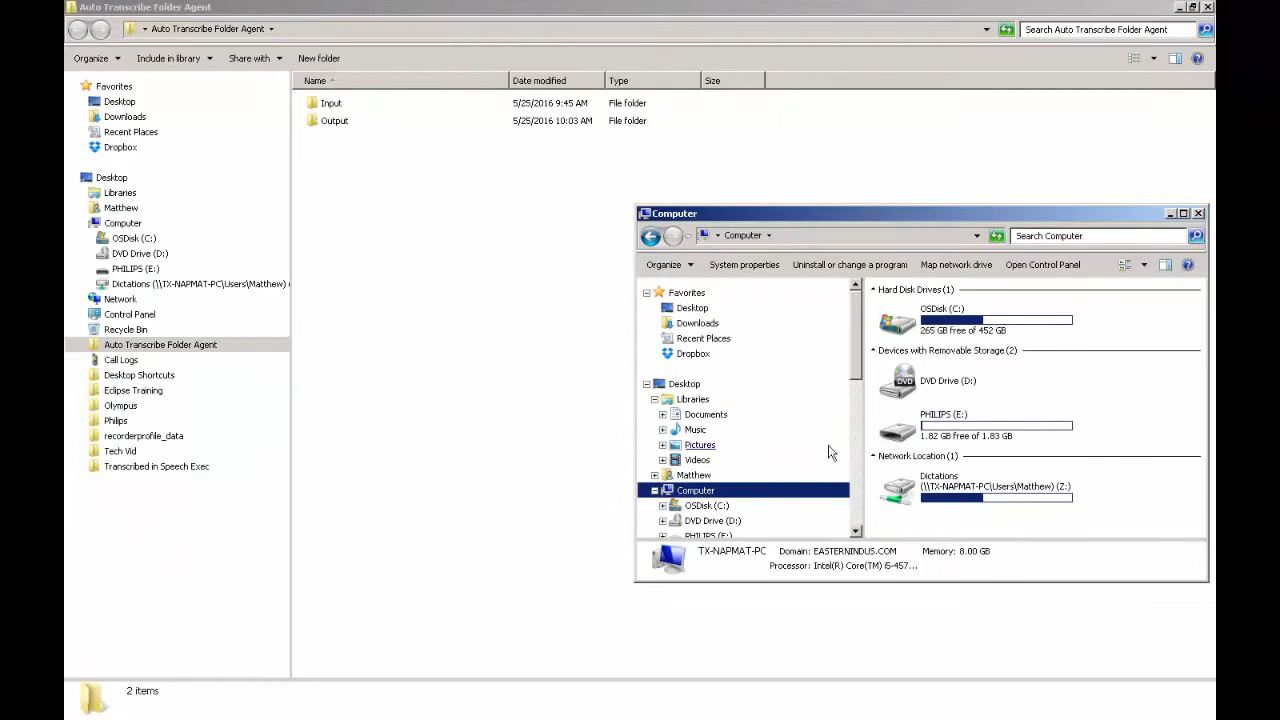 Auto Transcribe Folder Agent
Auto Transcribe Folder Agent
Search Auto Transcribe Folder Agent
Organize
Include in library
Share with
New folder
Favorites
Desktop
Downloads
Recent Places
Dropbox
Desktop
Libraries
Matthew
Computer
OSDisk (C:)
DVD Drive (D:)
PHILIPS (E:)
Dictations (\\TX-NAPMAT-PC\Users\Matthew) (
Network
Control Panel
Recycle Bin
Auto Transcribe Folder Agent
Call Logs
Desktop Shortcuts
Eclipse Training
Olympus
Philips
recorderprofile_data
Tech Vid
Transcribed in Speech Exec
Name Date modified Type Size
Input 5/25/2016 9:45 AM File folder
Output 5/25/2016 10:03 AM File folder
2 items
Computer
Computer
Search Computer
Organize
System properties
Uninstall or change a program
Map network drive
Open Control Panel
Favorites
Desktop
Downloads
Recent Places
Dropbox
Desktop
Libraries
Documents
Music
Pictures
Videos
Matthew
Computer
OSDisk (C:)
DVD Drive (D:)
PHILIPS (E:)
Hard Disk Drives (1)
OSDisk (C:)
265 GB free of 452 GB
Devices with Removable Storage (2)
DVD
DVD Drive (D:)
PHILIPS (E:)
1.82 GB free of 1.83 GB
Network Location (1)
Dictations
(\\TX-NAPMAT-PC\Users\Matthew) (Z:)
TX-NAPMAT-PC Domain: EASTERNINDUS.COM Memory: 8.00 GB
Processor: Intel(R) Core(TM) i5-457...